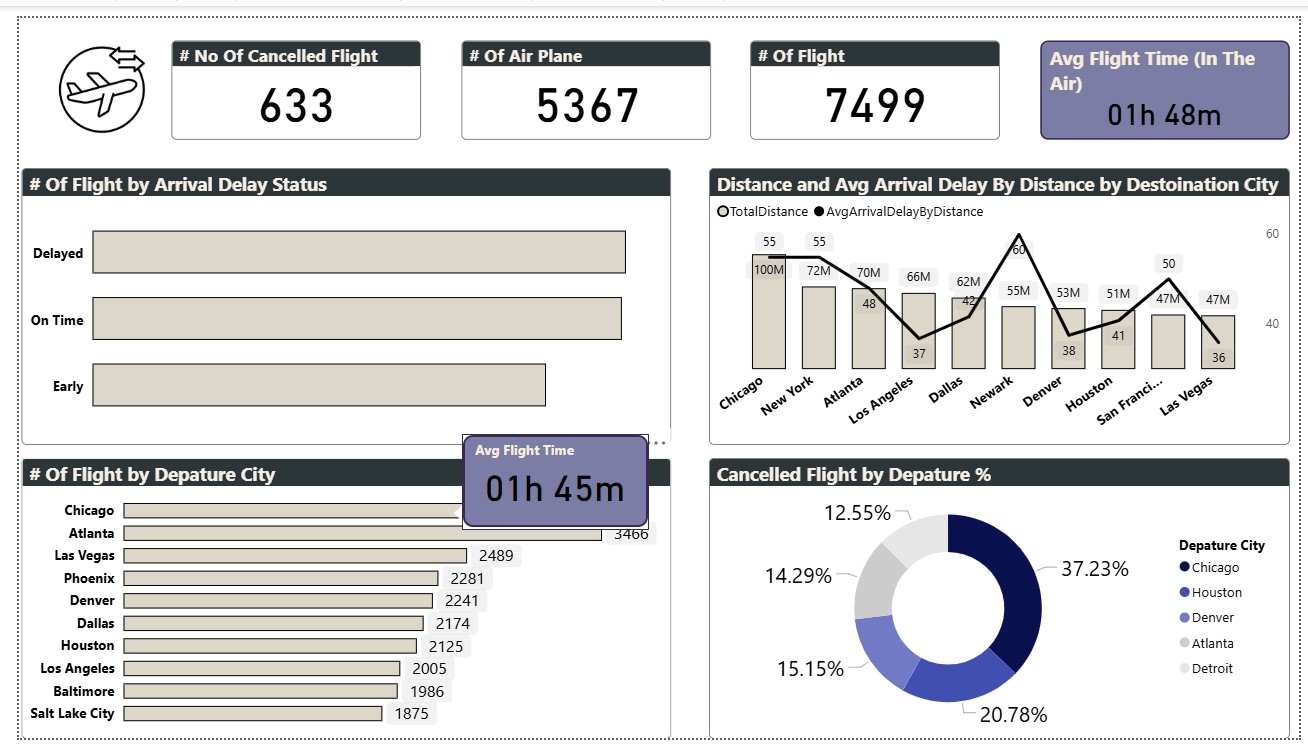 # No Of Cancelled Flight
633
# Of Air Plane
5367
# Of Flight
7499
Avg Flight Time (In The
Air)
01h 48m
# Of Flight by Arrival Delay Status
Delayed
On Time
Early
Distance and Avg Arrival Delay By Distance by Destoination City
TotalDistance AvgArrivalDelayByDistance
60
40
55
55
48
37
42
60
38
41
50
36
100M
72M
70M
66M
62M
55M
53M
51M
47M
47M
Chicago
New York
Atlanta
Los Angeles
Dallas
Newark
Denver
Houston
San Franci...
Las Vegas
# Of Flight by Depature City
Avg Flight Time
01h 45m
Chicago
Atlanta 3466
Las Vegas 2489
Phoenix 2281
Denver 2241
Dallas 2174
Houston 2125
Los Angeles 2005
Baltimore 1986
Salt Lake City 1875
Cancelled Flight by Depature %
12.55%
37.23%
14.29%
15.15%
20.78%
Depature City
Chicago
Houston
Denver
Atlanta
Detroit